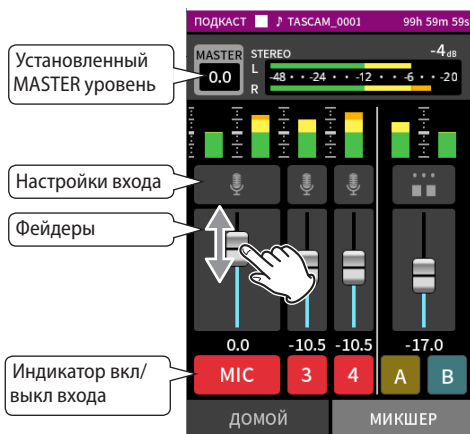 ПОДКАСТ ♪ TASCAM_0001 99h 59m 59s
Установленный
MASTER уровень
MASTER
0.0
STEREO -4dB
L
-48 · · · -24 · · -12 · · -6 · · -20
R
Настройки входа
Фейдеры
0.0 -10.5 -10.5 -17.0
Индикатор вкл/
выкл входа
MIC 3 4 A B
ДОМОЙ МИКШЕР